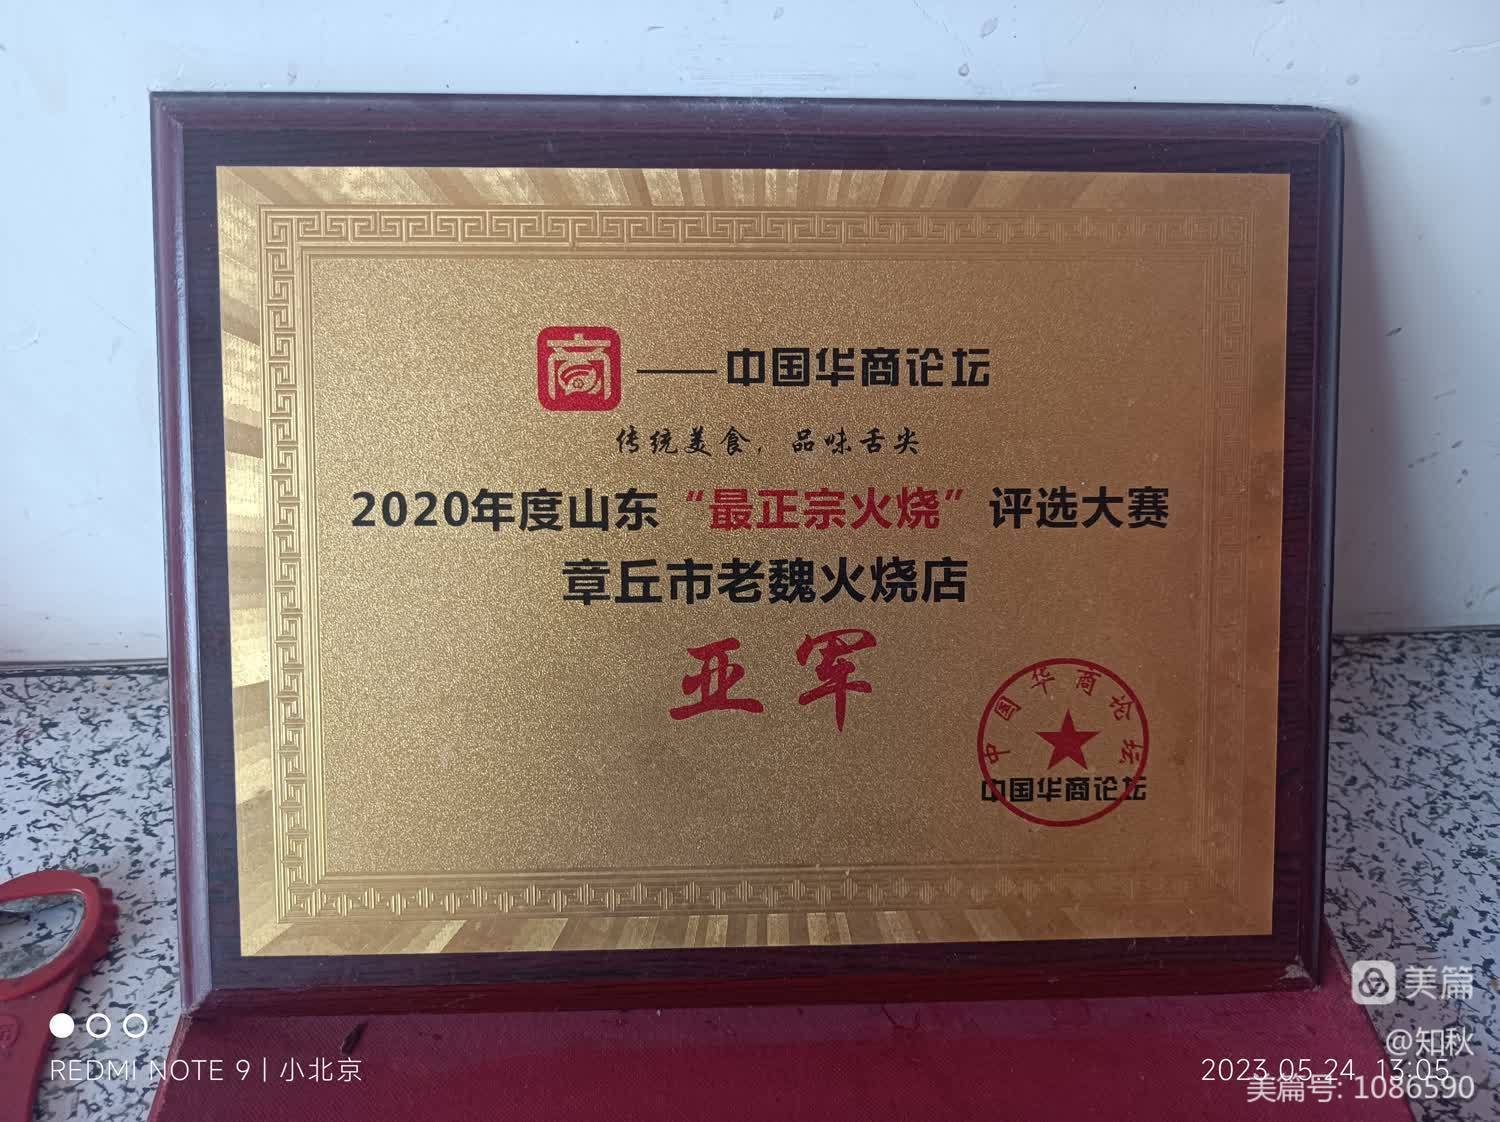 商——中国华商论坛
传统美食，品味舌尖
2020年度山东“最正宗火烧”评选大赛
章丘市老魏火烧店
亚军
中国华商论坛
中国华商论坛
美篇
@知秋
REDMI NOTE 9 | 小北京
2023.05.24 13:05
美篇号: 1086590